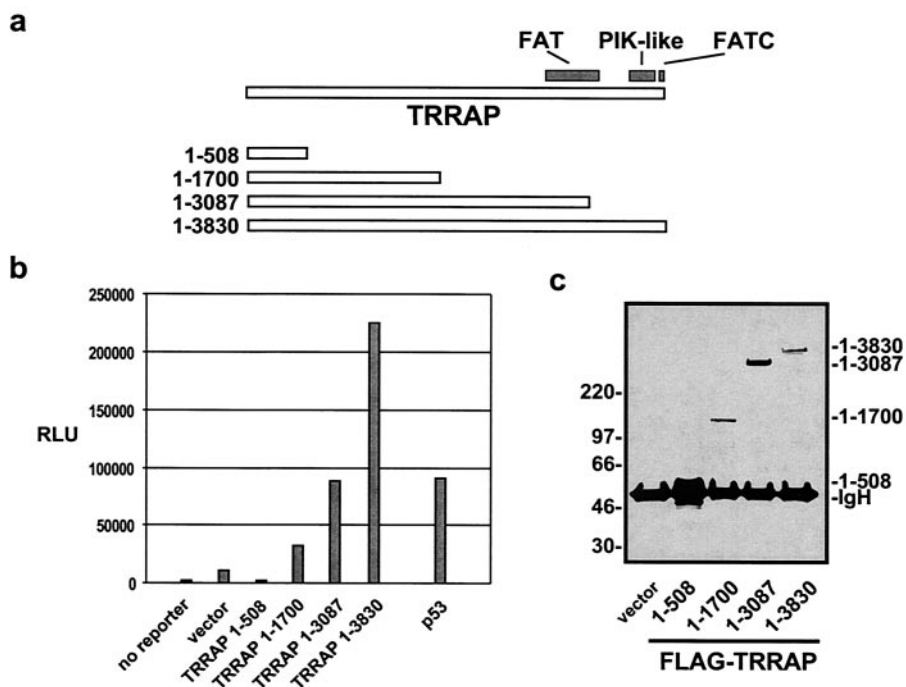 a
FAT PIK-like FATC
TRRAP
1-508
1-1700
1-3087
1-3830
b
250000
200000
150000
100000
50000
0
RLU
no reporter
vector
TRRAP 1-508
TRRAP 1-1700
TRRAP 1-3087
TRRAP 1-3830
p53
c
220-
97-
66-
46-
30-
-1-3830
-1-3087
-1-1700
-1-508
-IgH
vector
1-508
1-1700
1-3087
1-3830
FLAG-TRRAP